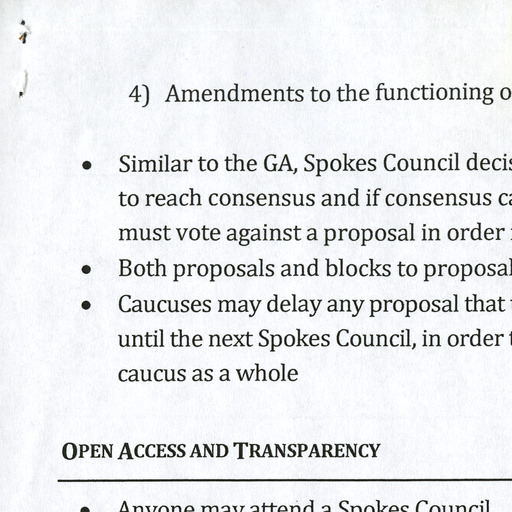 4) Amendments to the functioning o
• Similar to the GA, Spokes Council decis
to reach consensus and if consensus ca
must vote against a proposal in order
• Both proposals and blocks to proposal
• Caucuses may delay any proposal that
until the next Spokes Council, in order t
caucus as a whole
OPEN ACCESS AND TRANSPARENCY
• Anyone may attend a Spokes Council